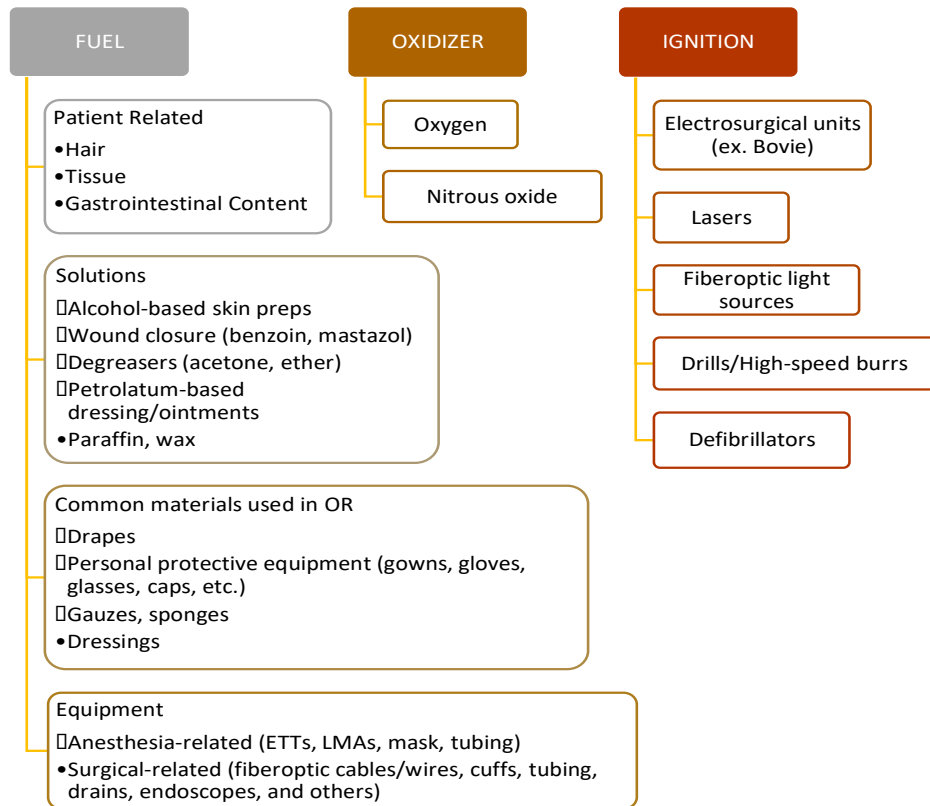 FUEL
Patient Related
•Hair
•Tissue
•Gastrointestinal Content
Solutions
▯Alcohol-based skin preps
▯Wound closure (benzoin, mastazol)
▯Degreasers (acetone, ether)
▯Petrolatum-based
dressing/ointments
•Paraffin, wax
Common materials used in OR
▯Drapes
▯Personal protective equipment (gowns, gloves,
glasses, caps, etc.)
▯Gauzes, sponges
•Dressings
Equipment
▯Anesthesia-related (ETTs, LMAs, mask, tubing)
•Surgical-related (fiberoptic cables/wires, cuffs, tubing,
drains, endoscopes, and others)
OXIDIZER
Oxygen
Nitrous oxide
IGNITION
Electrosurgical units
(ex. Bovie)
Lasers
Fiberoptic light
sources
Drills/High-speed burrs
Defibrillators